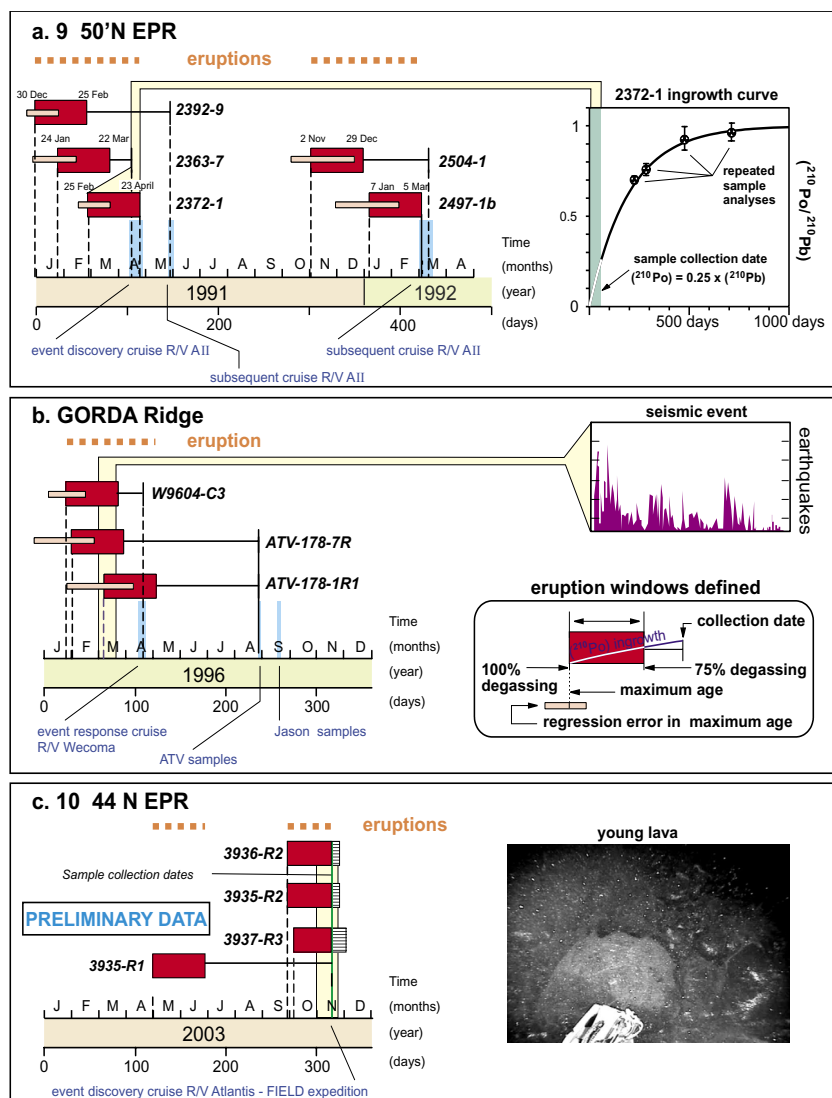 a. 9 50'N EPR
eruptions
30 Dec
25 Feb
2392-9
24 Jan
22 Mar
2363-7
25 Feb
23 April
2372-1
2 Nov
29 Dec
2504-1
7 Jan
5 Mar
2497-1b
J F M A M J J A S O N D J F M A
Time
(months)
1991
1992
(year)
0
200
400
(days)
event discovery cruise R/V AII
subsequent cruise R/V AII
subsequent cruise R/V AII
2372-1 ingrowth curve
1
0.5
0
repeated
sample
analyses
sample collection date
(²¹⁰Po) = 0.25 x (²¹⁰Pb)
500 days
1000 days
(²¹⁰Po/ ²¹⁰Pb)
b. GORDA Ridge
eruption
W9604-C3
ATV-178-7R
ATV-178-1R1
J F M A M J J A S O N D
Time
(months)
1996
(year)
0
100
200
300
(days)
event response cruise
R/V Wecoma
ATV samples
Jason samples
seismic event
earthquakes
eruption windows defined
collection date
(²¹⁰Po) ingrowth
100%
degassing
75% degassing
maximum age
regression error in maximum age
c. 10 44 N EPR
eruptions
3936-R2
Sample collection dates
3935-R2
PRELIMINARY DATA
3937-R3
3935-R1
J F M A M J J A S O N D
Time
(months)
2003
(year)
0
100
200
300
(days)
event discovery cruise R/V Atlantis - FIELD expedition
young lava